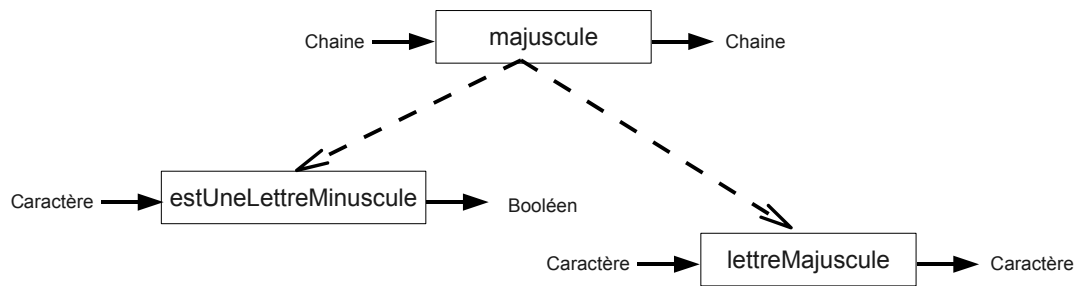 Chaine majuscule Chaine
Caractère estUneLettreMinuscule Booléen
Caractère lettreMajuscule Caractère